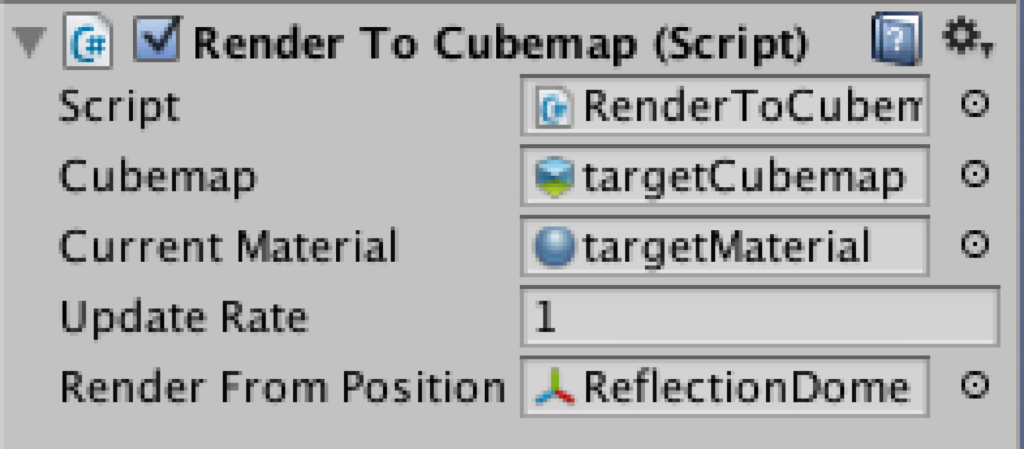 Render To Cubemap (Script)
Script RenderToCubem
Cubemap targetCubemap
Current Material targetMaterial
Update Rate 1
Render From Position ReflectionDome